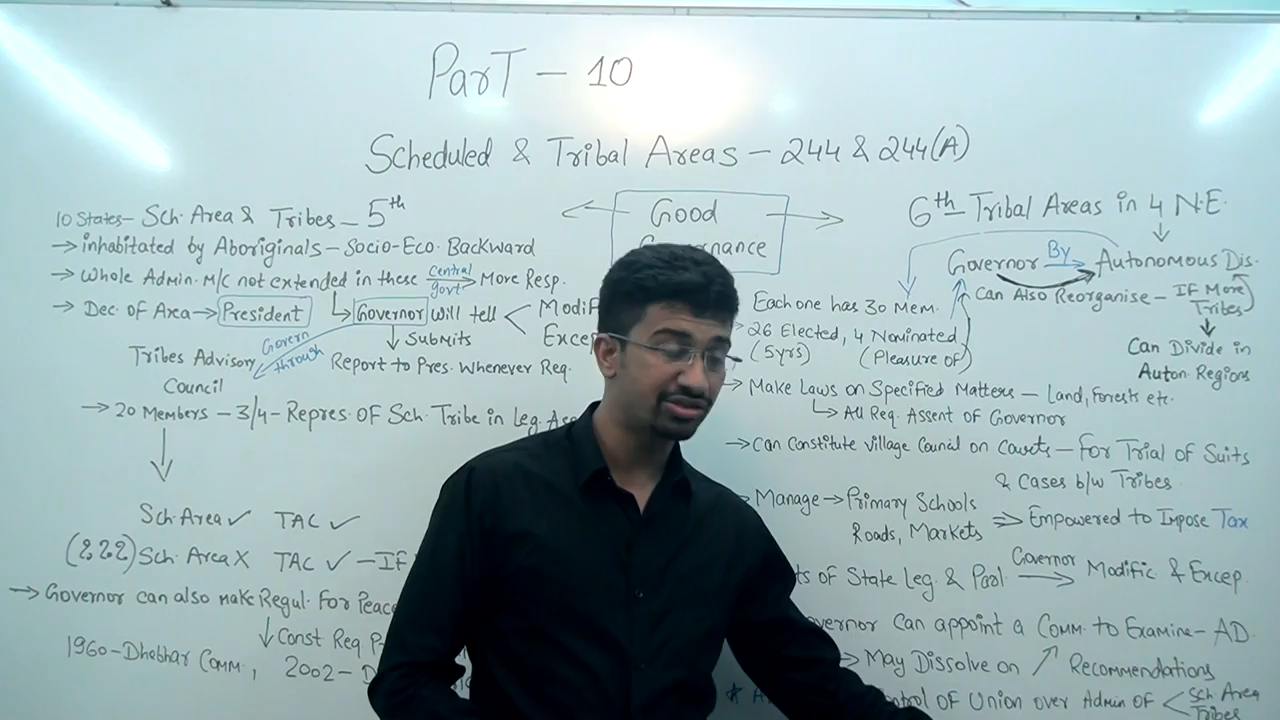 ParT - 10
Scheduled & Tribal Areas - 244 & 244(A)
Good
10 States - Sch. Area & Tribes - 5th
→ inhabitated by Aboriginals - Socio-Eco. Backward
→ Whole Admin. M/c not extended in these central govt → More Resp.
→ Dec. of Area → President Governor will tell < Modif
Exce
Submits
Report to Pres. Whenever Req.
Govern through
Tribes Advisory
Council
→ 20 Members - 3/4 - Repres of Sch. Tribe in Leg.
Sch. Area ✓ TAC ✓
Sch. Area X TAC ✓ - IF
→ Governor can also make Regul. For Peace
Const Req
1960 - Dhebhar Comm, 2002 -
6th - Tribal Areas in 4 N.E.
Governor By → Autonomous Dis.
Can Also Reorganise - IF More
Tribes
Can Divide in
Auton. Regions
Each one has 30 Mem.
26 Elected, 4 Nominated
(5yrs) (Pleasure of)
→ Make Laws on Specified Matters - Land, Forests etc.
↳ All Req. Assent of Governor
→ Can Constitute Village Council on Courts - For Trial of Suits
& Cases b/w Tribes
Manage → Primary Schools
Roads, Markets ⇒ Empowered to Impose Tax
of State Leg. & Parl Governor → Modific & Excep.
Can appoint a Comm. to Examine - AD
> May Dissolve on ↗ Recommendations
of Union over Admin of < Sch. Area
Tribes